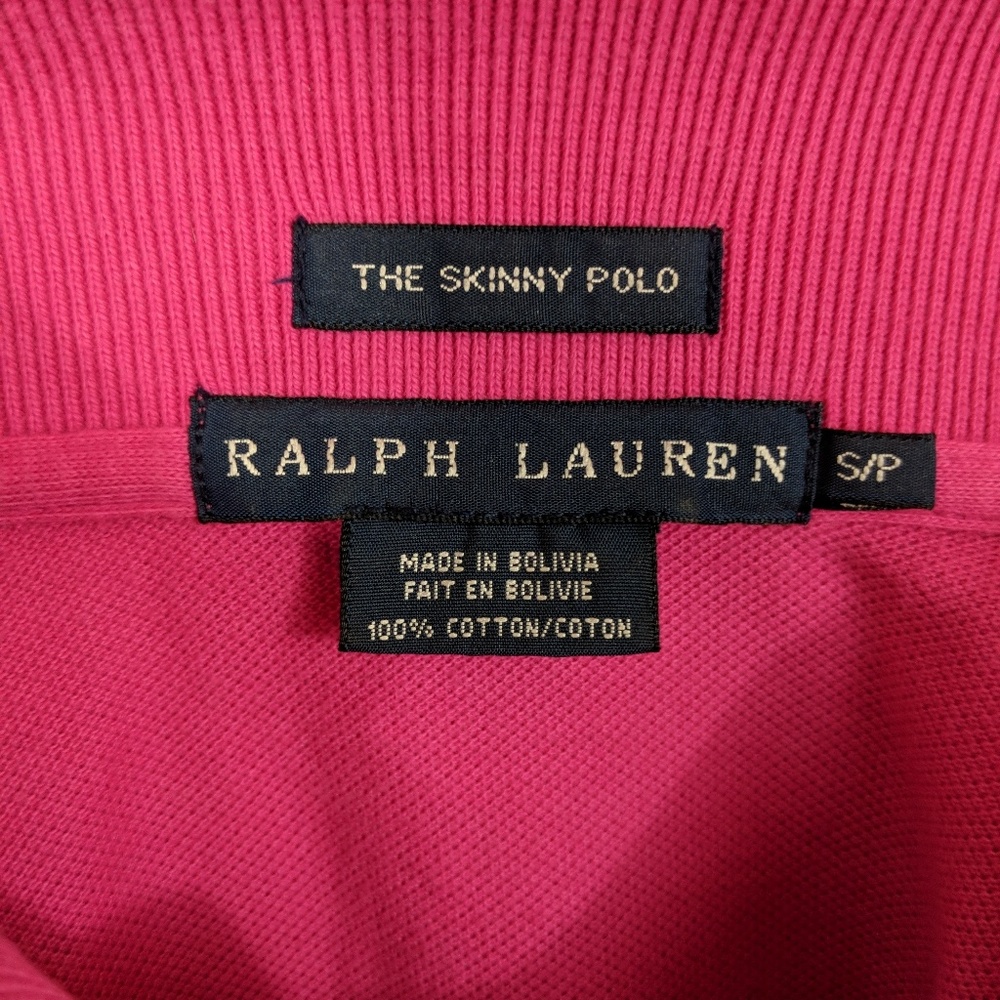 THE SKINNY POLO
RALPH LAUREN
S/P
MADE IN BOLIVIA
FAIT EN BOLIVIE
100% COTTON/COTON